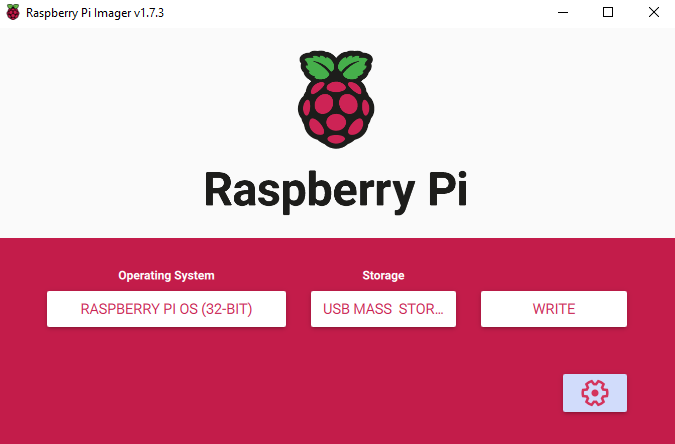 Raspberry Pi Imager v1.7.3
Raspberry Pi
Operating System
Storage
RASPBERRY PI OS (32-BIT)
USB MASS STOR...
WRITE